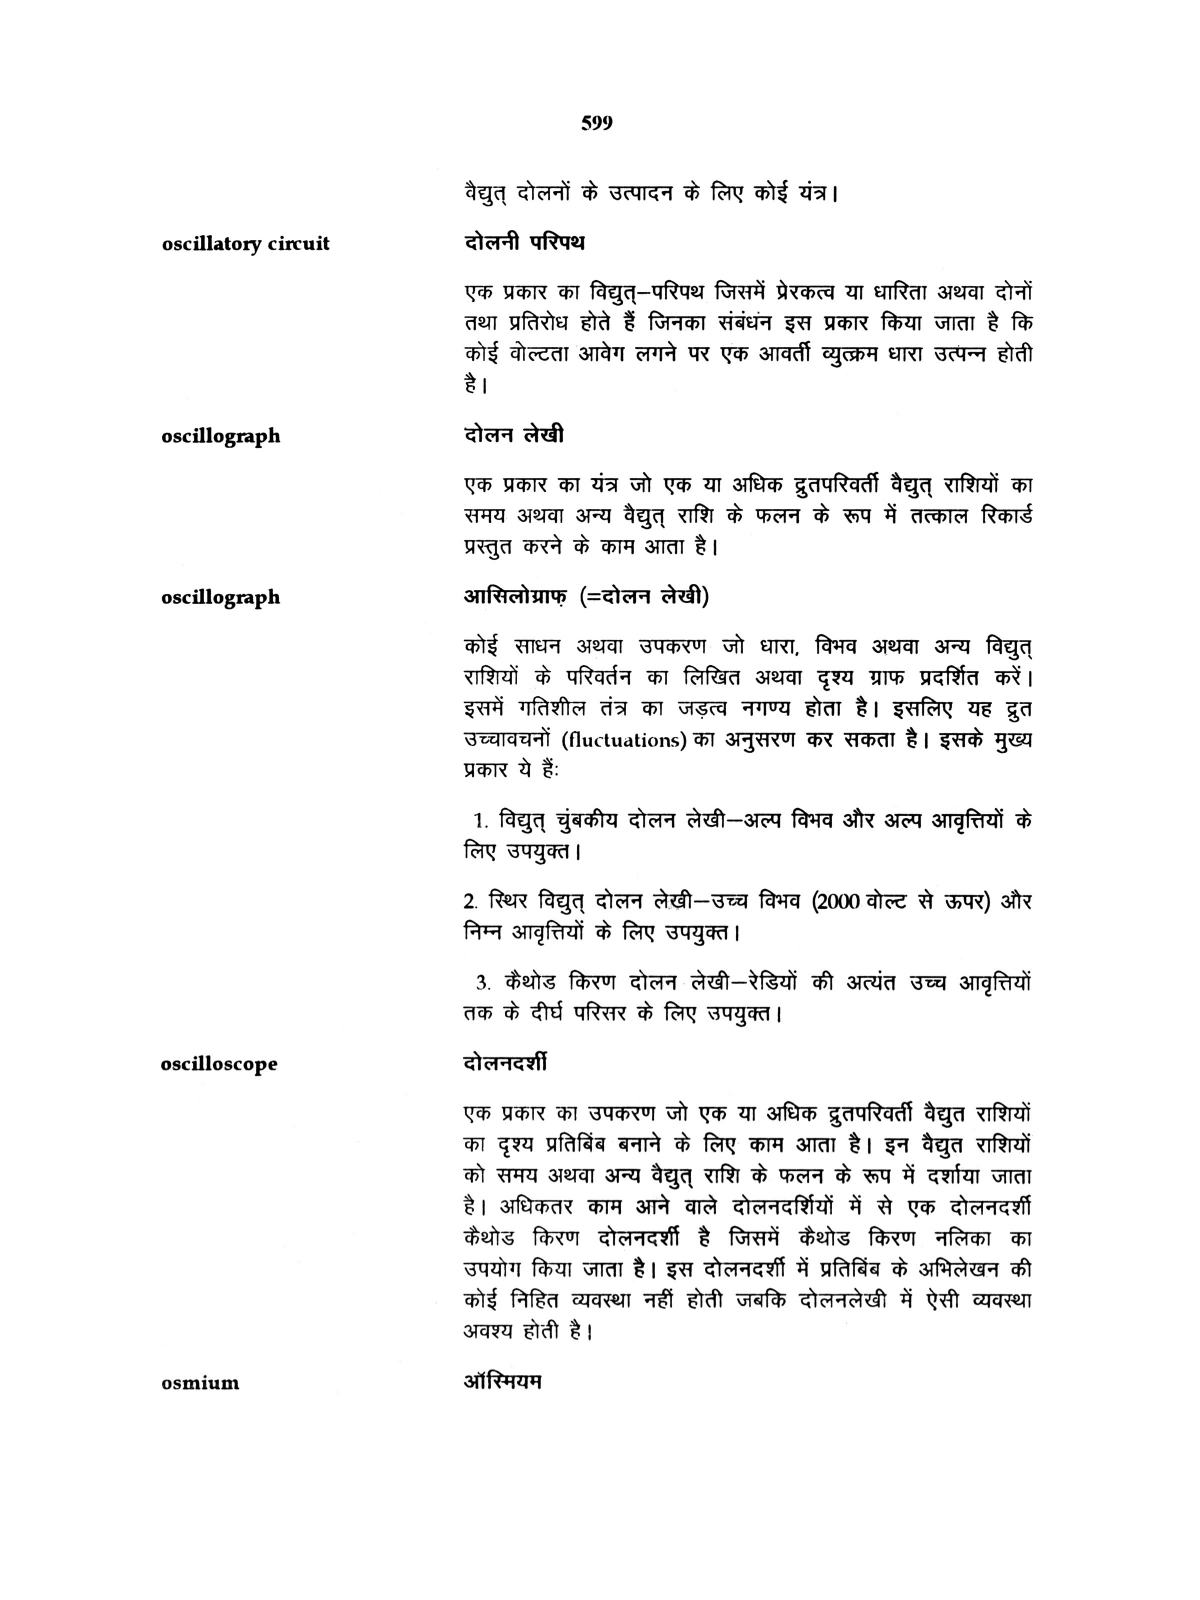 599
वैद्युत् दोलनों के उत्पादन के लिए कोई यंत्र।
oscillatory circuit दोलनी परिपथ
एक प्रकार का विद्युत्–परिपथ जिसमें प्रेरकत्व या धारिता अथवा दोनों
तथा प्रतिरोध होते हैं जिनका संबंधन इस प्रकार किया जाता है कि
कोई वोल्टता आवेग लगने पर एक आवर्ती व्युत्क्रम धारा उत्पन्न होती
है।
oscillograph दोलन लेखी
एक प्रकार का यंत्र जो एक या अधिक द्रुतपरिवर्ती वैद्युत् राशियों का
समय अथवा अन्य वैद्युत् राशि के फलन के रूप में तत्काल रिकार्ड
प्रस्तुत करने के काम आता है।
oscillograph आसिलोग्राफ़ (=दोलन लेखी)
कोई साधन अथवा उपकरण जो धारा, विभव अथवा अन्य विद्युत्
राशियों के परिवर्तन का लिखित अथवा दृश्य ग्राफ प्रदर्शित करें।
इसमें गतिशील तंत्र का जड़त्व नगण्य होता है। इसलिए यह द्रुत
उच्चावचनों (fluctuations) का अनुसरण कर सकता है। इसके मुख्य
प्रकार ये हैंः
1. विद्युत् चुंबकीय दोलन लेखी–अल्प विभव और अल्प आवृत्तियों के
लिए उपयुक्त।
2. स्थिर विद्युत् दोलन लेखी–उच्च विभव (2000 वोल्ट से ऊपर) और
निम्न आवृत्तियों के लिए उपयुक्त।
3. कैथोड किरण दोलन लेखी–रेडियों की अत्यंत उच्च आवृत्तियों
तक के दीर्घ परिसर के लिए उपयुक्त।
oscilloscope दोलनदर्शी
एक प्रकार का उपकरण जो एक या अधिक द्रुतपरिवर्ती वैद्युत राशियों
का दृश्य प्रतिबिंब बनाने के लिए काम आता है। इन वैद्युत राशियों
को समय अथवा अन्य वैद्युत् राशि के फलन के रूप में दर्शाया जाता
है। अधिकतर काम आने वाले दोलनदर्शियों में से एक दोलनदर्शी
कैथोड किरण दोलनदर्शी है जिसमें कैथोड किरण नलिका का
उपयोग किया जाता है। इस दोलनदर्शी में प्रतिबिंब के अभिलेखन की
कोई निहित व्यवस्था नहीं होती जबकि दोलनलेखी में ऐसी व्यवस्था
अवश्य होती है।
osmium ऑस्मियम